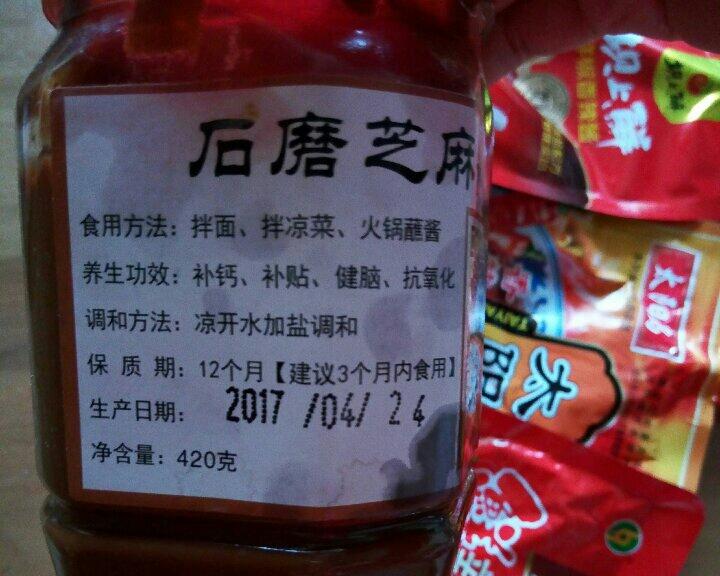 石磨芝麻
食用方法：拌面、拌凉菜、火锅蘸酱
养生功效：补钙、补贴、健脑、抗氧化
调和方法：凉开水加盐调和
保 质 期：12个月【建议3个月内食用】
生产日期：2017 /04/ 24
净含量：420克
太阳